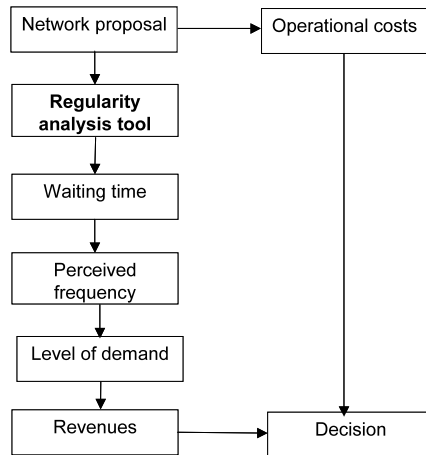 Network proposal
Operational costs
Regularity
analysis tool
Waiting time
Perceived
frequency
Level of demand
Revenues
Decision